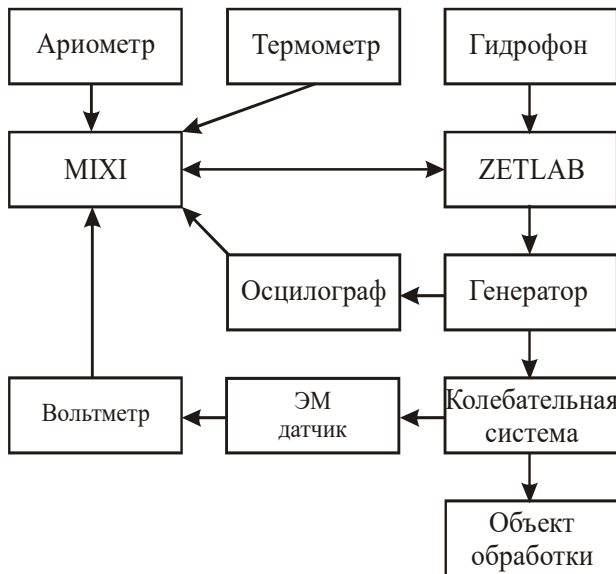 Ариометр
Термометр
Гидрофон
MIXI
ZETLAB
Осцилограф
Генератор
Вольтметр
ЭМ
датчик
Колебательная
система
Объект
обработки